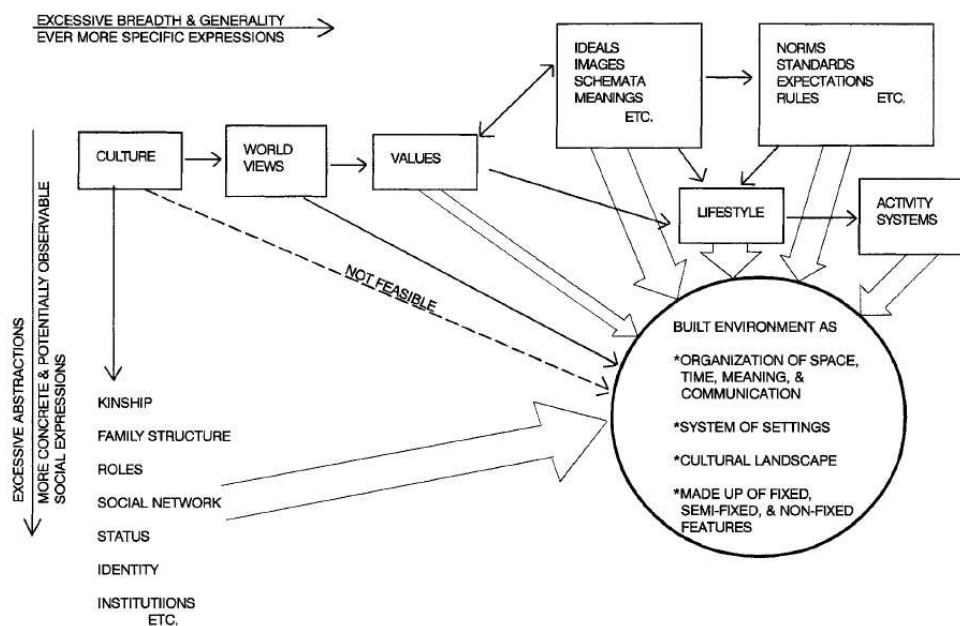 EXCESSIVE BREADTH & GENERALITY
EVER MORE SPECIFIC EXPRESSIONS
IDEALS
IMAGES
SCHEMATA
MEANINGS
ETC.
NORMS
STANDARDS
EXPECTATIONS
RULES ETC.
CULTURE
WORLD
VIEWS
VALUES
LIFESTYLE
ACTIVITY
SYSTEMS
NOT FEASIBLE
EXCESSIVE ABSTRACTIONS
MORE CONCRETE & POTENTIALLY OBSERVABLE
SOCIAL EXPRESSIONS
KINSHIP
FAMILY STRUCTURE
ROLES
SOCIAL NETWORK
STATUS
IDENTITY
INSTITUTIIONS
ETC.
BUILT ENVIRONMENT AS
*ORGANIZATION OF SPACE,
TIME, MEANING, &
COMMUNICATION
*SYSTEM OF SETTINGS
*CULTURAL LANDSCAPE
*MADE UP OF FIXED,
SEMI-FIXED, & NON-FIXED
FEATURES